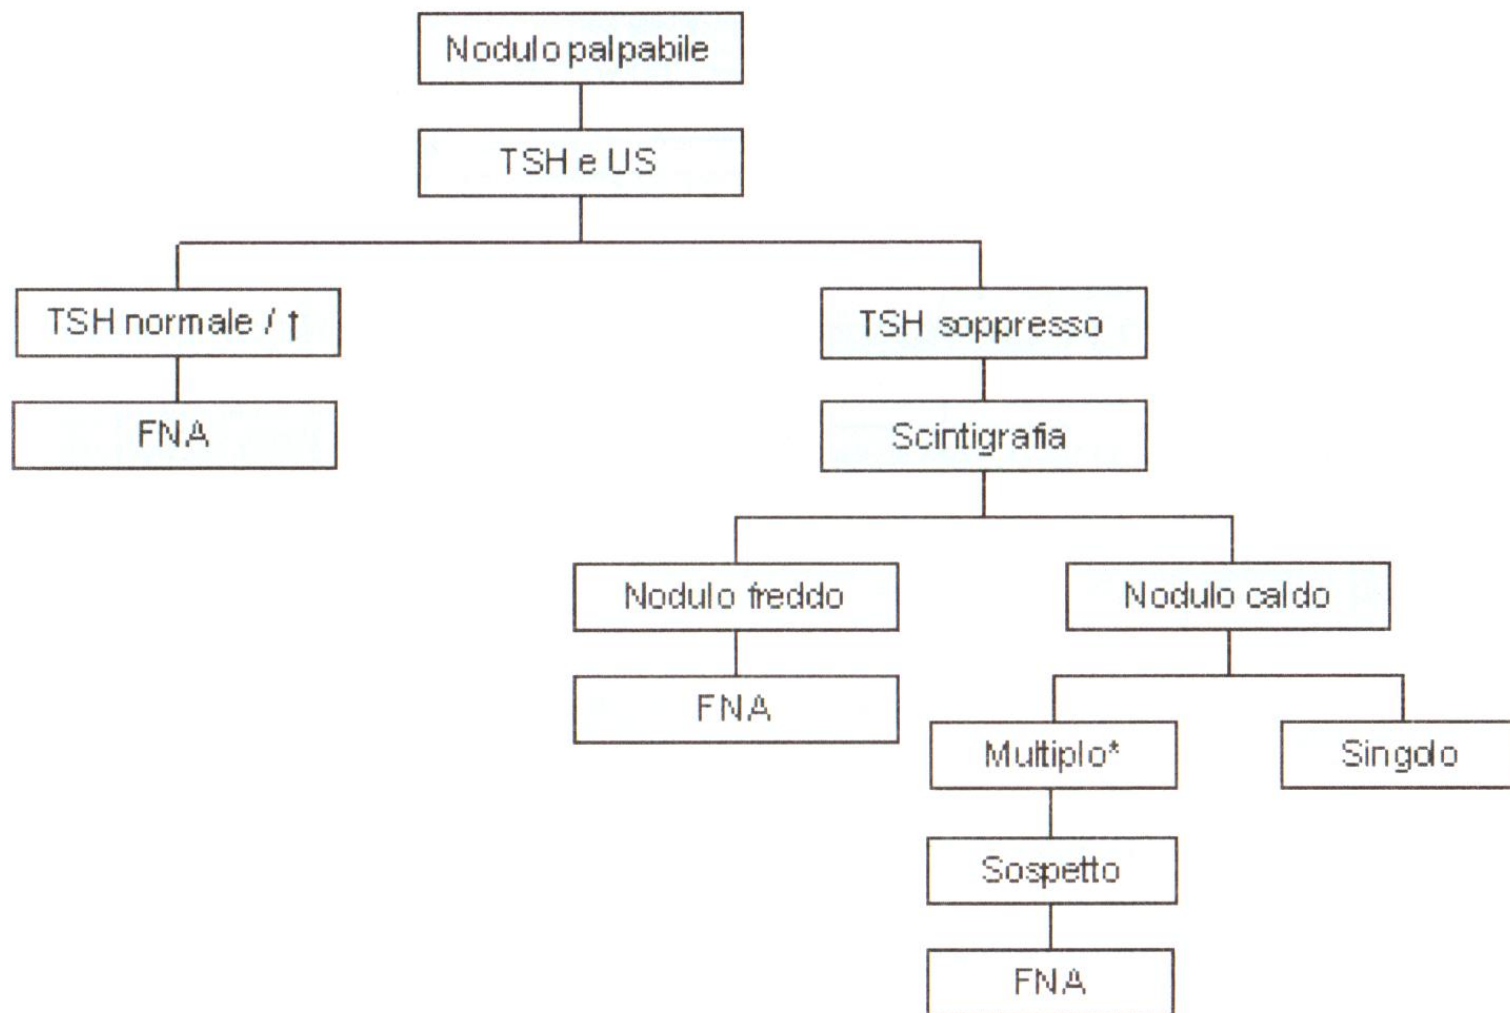 Nodulo palpabile
TSH e US
TSH normale / ↑
TSH soppresso
FNA
Scintigrafia
Nodulo freddo
Nodulo caldo
FNA
Multiplo*
Singolo
Sospetto
FNA